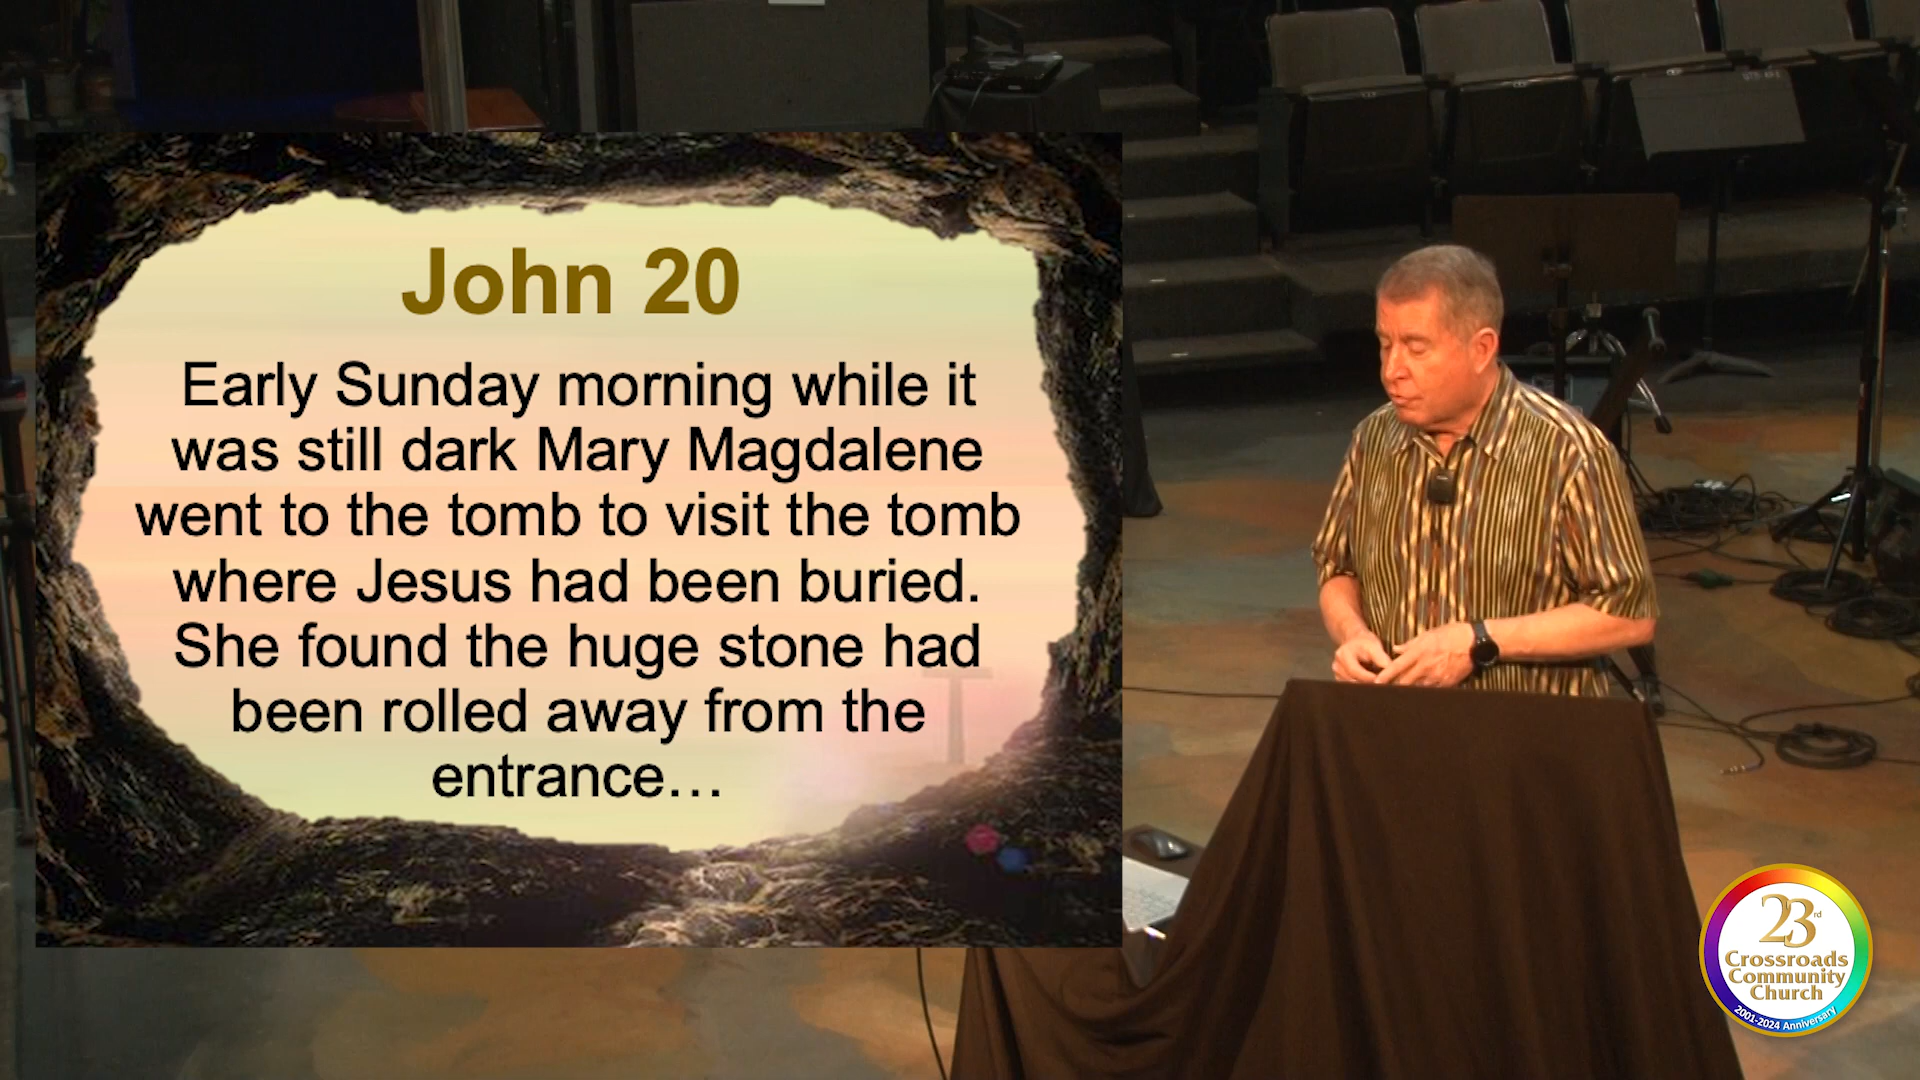 John 20
Early Sunday morning while it
was still dark Mary Magdalene
went to the tomb to visit the tomb
where Jesus had been buried.
She found the huge stone had
been rolled away from the
entrance…
23rd
Crossroads
Community
Church
2001-2024 Anniversary